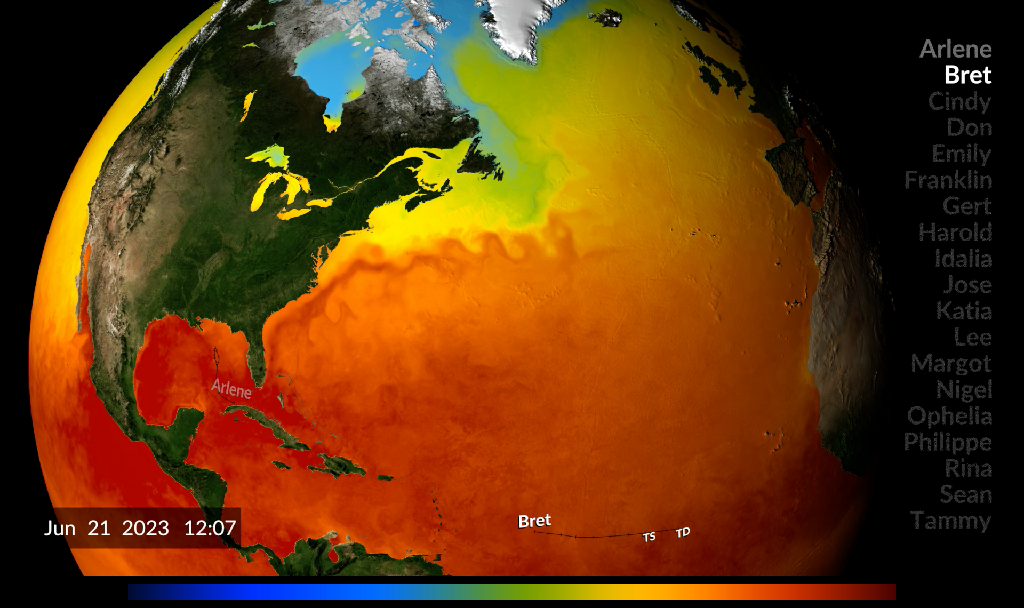 Arlene
Bret
Cindy
Don
Emily
Franklin
Gert
Harold
Idalia
Jose
Katia
Lee
Margot
Nigel
Ophelia
Philippe
Rina
Sean
Tammy
Arlene
Bret
TS TD
Jun 21 2023 12:07